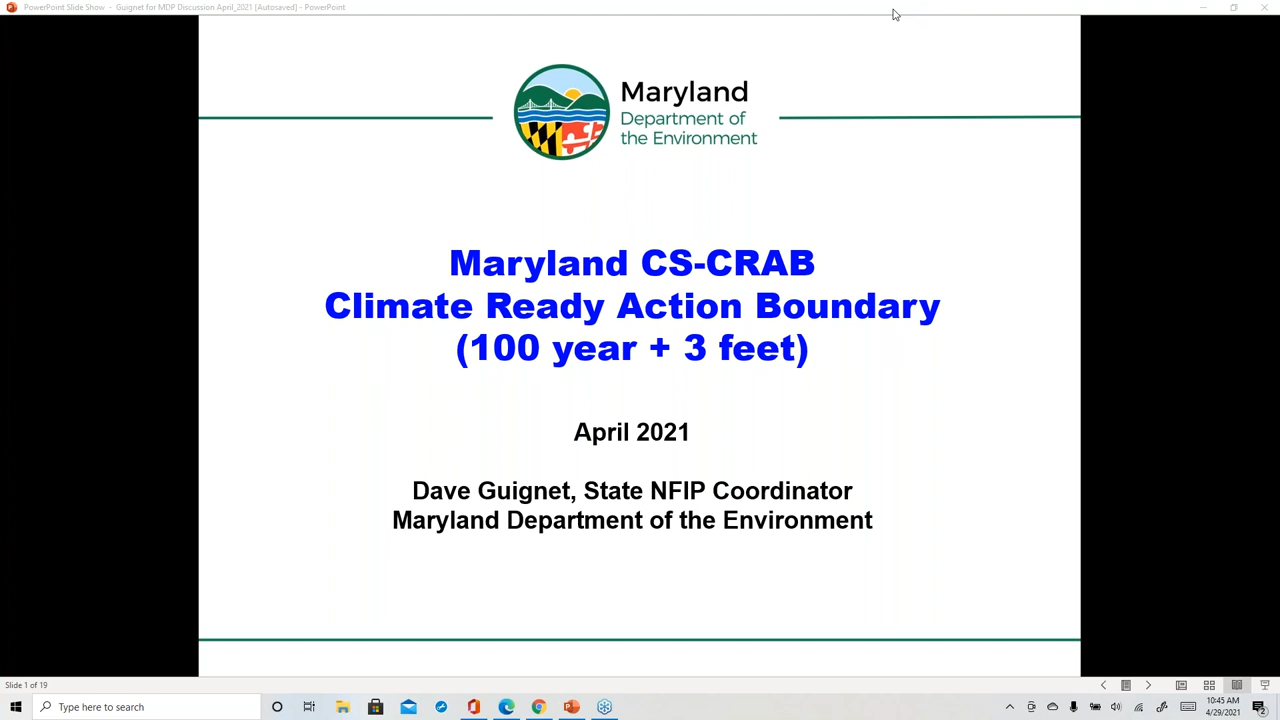 PowerPoint Slide Show - Guignet for MDP Discussion April_2021 [Autosaved] - PowerPoint
Maryland
Department of
the Environment
Maryland CS-CRAB
Climate Ready Action Boundary
(100 year + 3 feet)
April 2021
Dave Guignet, State NFIP Coordinator
Maryland Department of the Environment
Slide 1 of 19
Type here to search
10:45 AM
4/29/2021
2